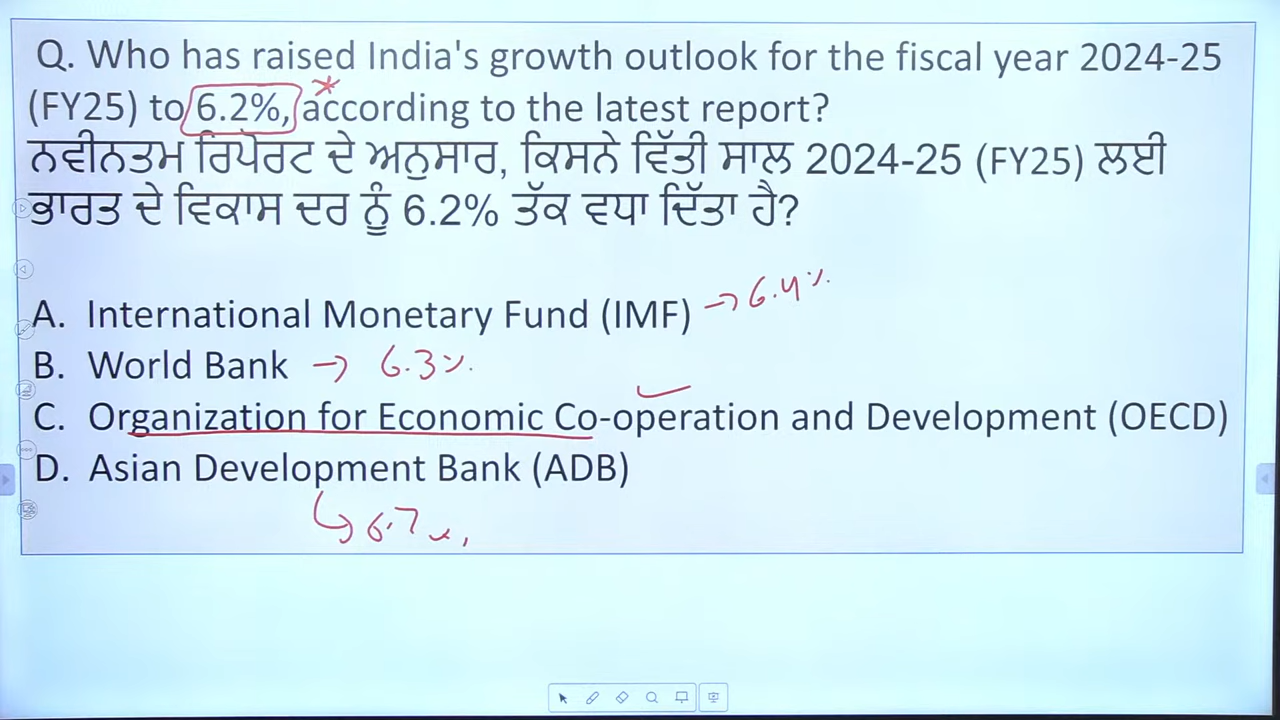 Q. Who has raised India's growth outlook for the fiscal year 2024-25
(FY25) to 6.2%, according to the latest report?
ਨਵੀਨਤਮ ਰਿਪੋਰਟ ਦੇ ਅਨੁਸਾਰ, ਕਿਸਨੇ ਵਿੱਤੀ ਸਾਲ 2024-25 (FY25) ਲਈ
ਭਾਰਤ ਦੇ ਵਿਕਾਸ ਦਰ ਨੂੰ 6.2% ਤੱਕ ਵਧਾ ਦਿੱਤਾ ਹੈ?
A. International Monetary Fund (IMF) → 6.4%
B. World Bank → 6.3%
C. Organization for Economic Co-operation and Development (OECD)
D. Asian Development Bank (ADB)
6.7%